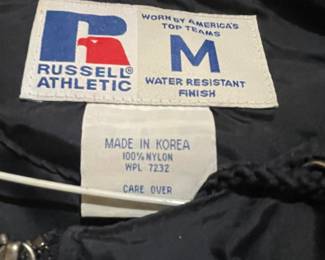 WORN BY AMERICA'S
TOP TEAMS
M
WATER RESISTANT
FINISH
R
RUSSELL®
ATHLETIC
MADE IN KOREA
100% NYLON
WPL 7232
CARE OVER